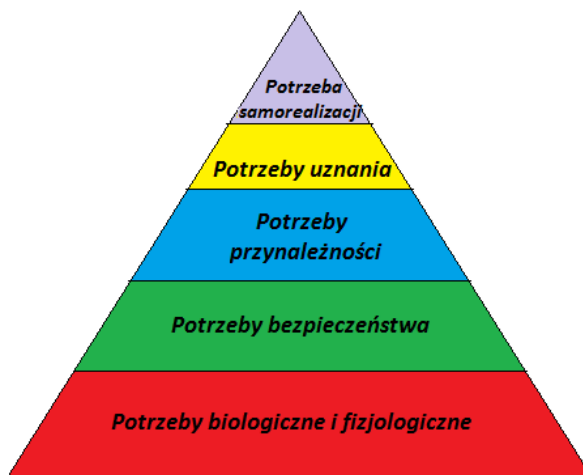 Potrzeba
samorealizacji
Potrzeby uznania
Potrzeby
przynależności
Potrzeby bezpieczeństwa
Potrzeby biologiczne i fizjologiczne